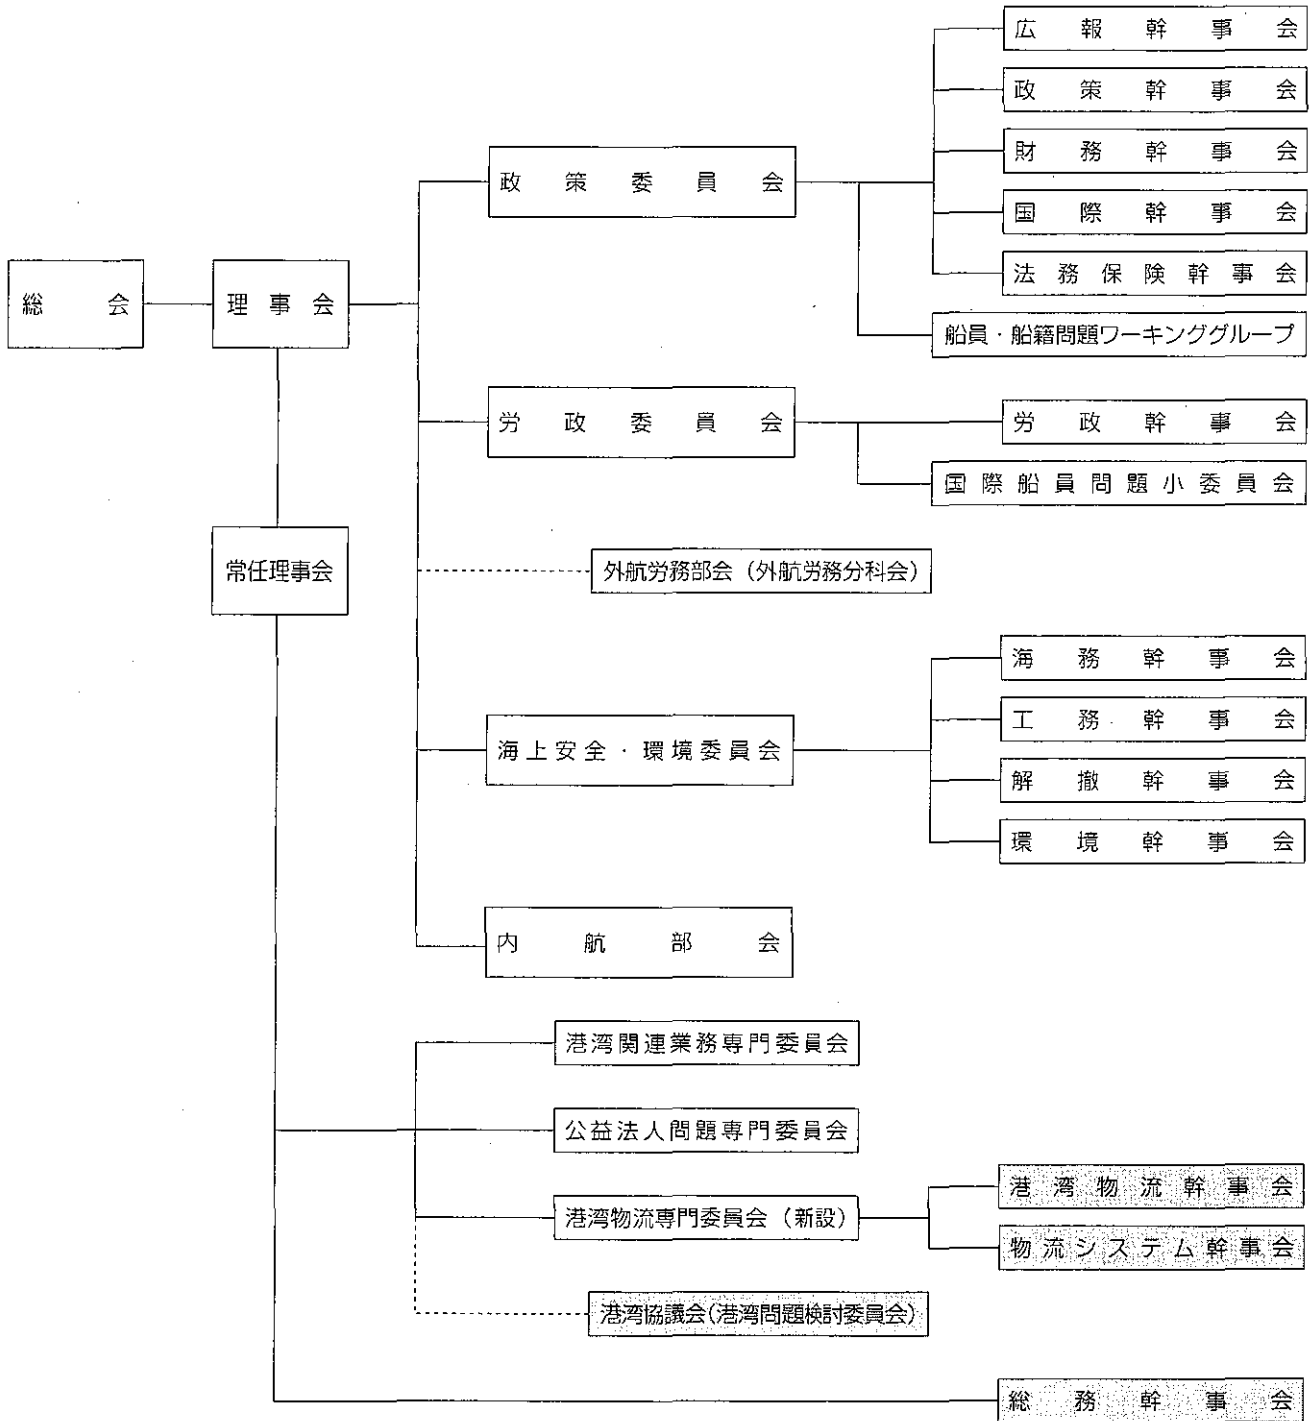 総会
理事会
常任理事会
政策委員会
広報幹事会
政策幹事会
財務幹事会
国際幹事会
法務保険幹事会
船員・船籍問題ワーキンググループ
労政委員会
労政幹事会
国際船員問題小委員会
外航労務部会（外航労務分科会）
海上安全・環境委員会
海務幹事会
工務幹事会
解撤幹事会
環境幹事会
内航部会
港湾関連業務専門委員会
公益法人問題専門委員会
港湾物流専門委員会（新設）
港湾物流幹事会
物流システム幹事会
港湾協議会（港湾問題検討委員会）
総務幹事会